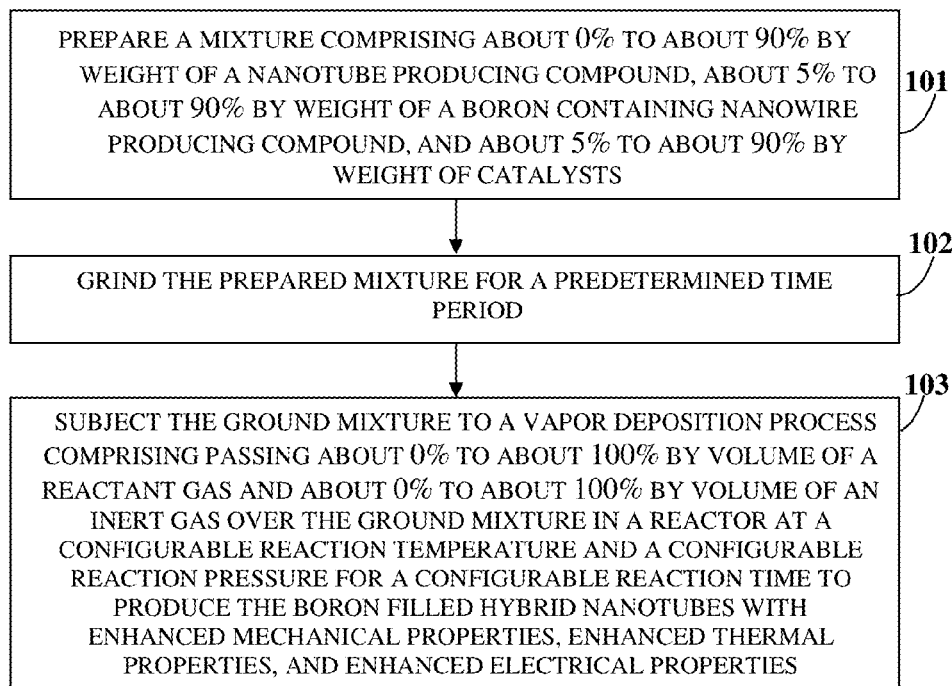 PREPARE A MIXTURE COMPRISING ABOUT 0% TO ABOUT 90% BY
WEIGHT OF A NANOTUBE PRODUCING COMPOUND, ABOUT 5% TO
ABOUT 90% BY WEIGHT OF A BORON CONTAINING NANOWIRE
PRODUCING COMPOUND, AND ABOUT 5% TO ABOUT 90% BY
WEIGHT OF CATALYSTS
101
GRIND THE PREPARED MIXTURE FOR A PREDETERMINED TIME
PERIOD
102
SUBJECT THE GROUND MIXTURE TO A VAPOR DEPOSITION PROCESS
COMPRISING PASSING ABOUT 0% TO ABOUT 100% BY VOLUME OF A
REACTANT GAS AND ABOUT 0% TO ABOUT 100% BY VOLUME OF AN
INERT GAS OVER THE GROUND MIXTURE IN A REACTOR AT A
CONFIGURABLE REACTION TEMPERATURE AND A CONFIGURABLE
REACTION PRESSURE FOR A CONFIGURABLE REACTION TIME TO
PRODUCE THE BORON FILLED HYBRID NANOTUBES WITH
ENHANCED MECHANICAL PROPERTIES, ENHANCED THERMAL
PROPERTIES, AND ENHANCED ELECTRICAL PROPERTIES
103